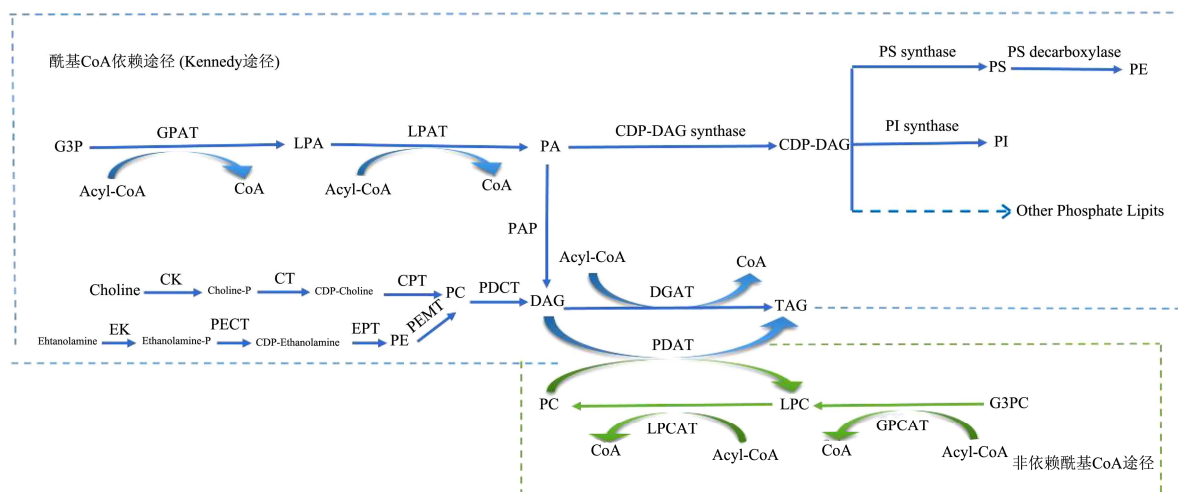 酰基CoA依赖途径 (Kennedy途径)
PS synthase
PS decarboxylase
PS
PE
G3P
GPAT
LPA
LPAT
PA
CDP-DAG synthase
CDP-DAG
PI synthase
PI
Acyl-CoA
CoA
Acyl-CoA
CoA
Other Phosphate Lipits
PAP
Acyl-CoA
CoA
Choline
CK
Choline-P
CT
CDP-Choline
CPT
PC
PDCT
DAG
DGAT
TAG
PEMT
Ehtanolamine
EK
Ethanolamine-P
PECT
CDP-Ethanolamine
EPT
PE
PDAT
PC
LPC
G3PC
LPCAT
GPCAT
CoA
Acyl-CoA
CoA
Acyl-CoA
非依赖酰基CoA途径